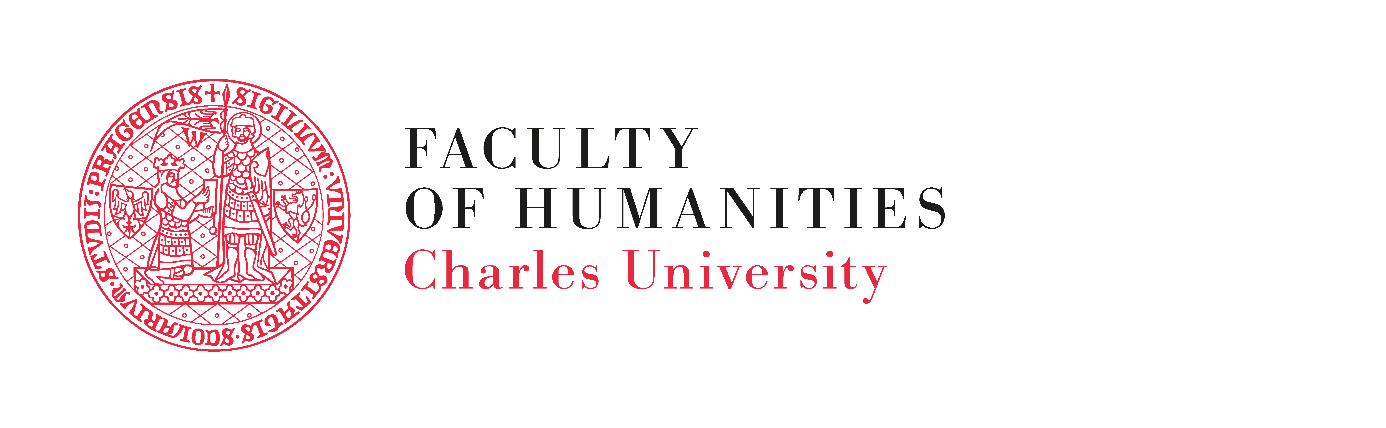 SIGILLVM : VNIVERSITATIS · SCOLARIVM · STVDII : PRAGENSIS +
FACULTY
OF HUMANITIES
Charles University